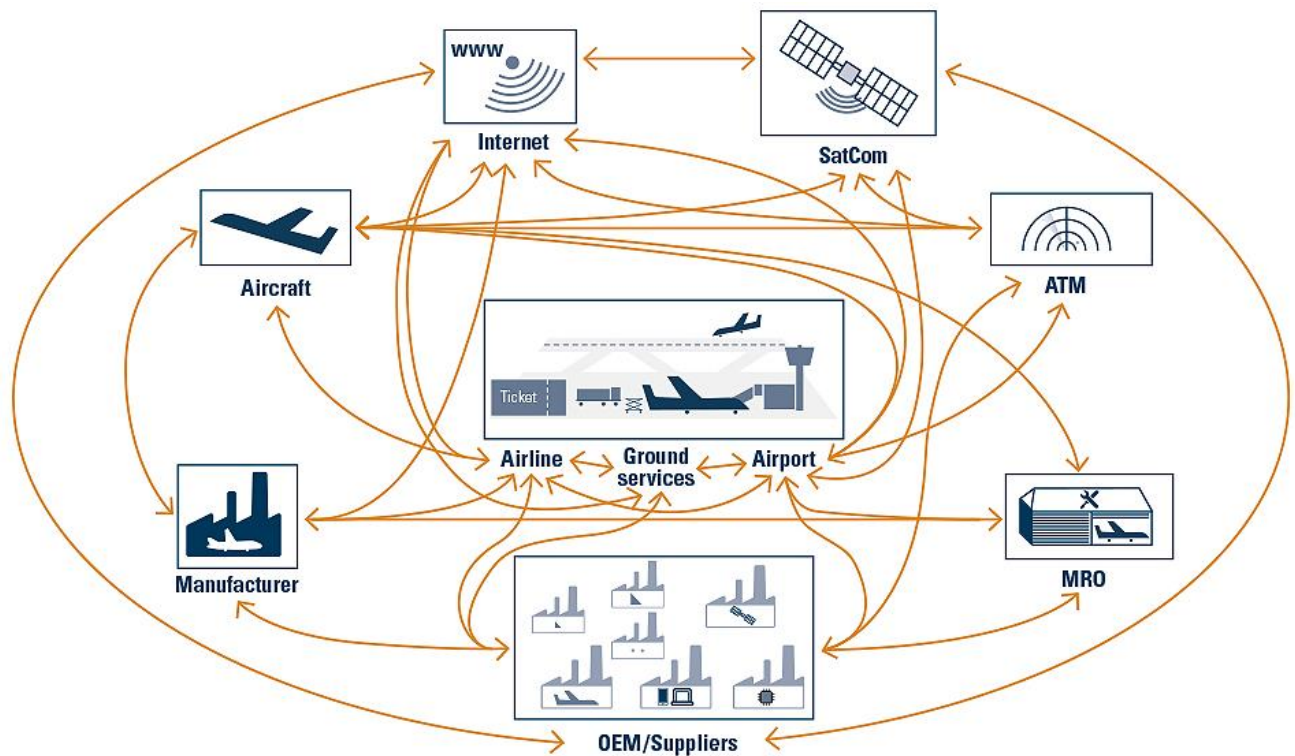 www
Internet
SatCom
Aircraft
ATM
Ticket
Airline
Ground
services
Airport
Manufacturer
MRO
OEM/Suppliers